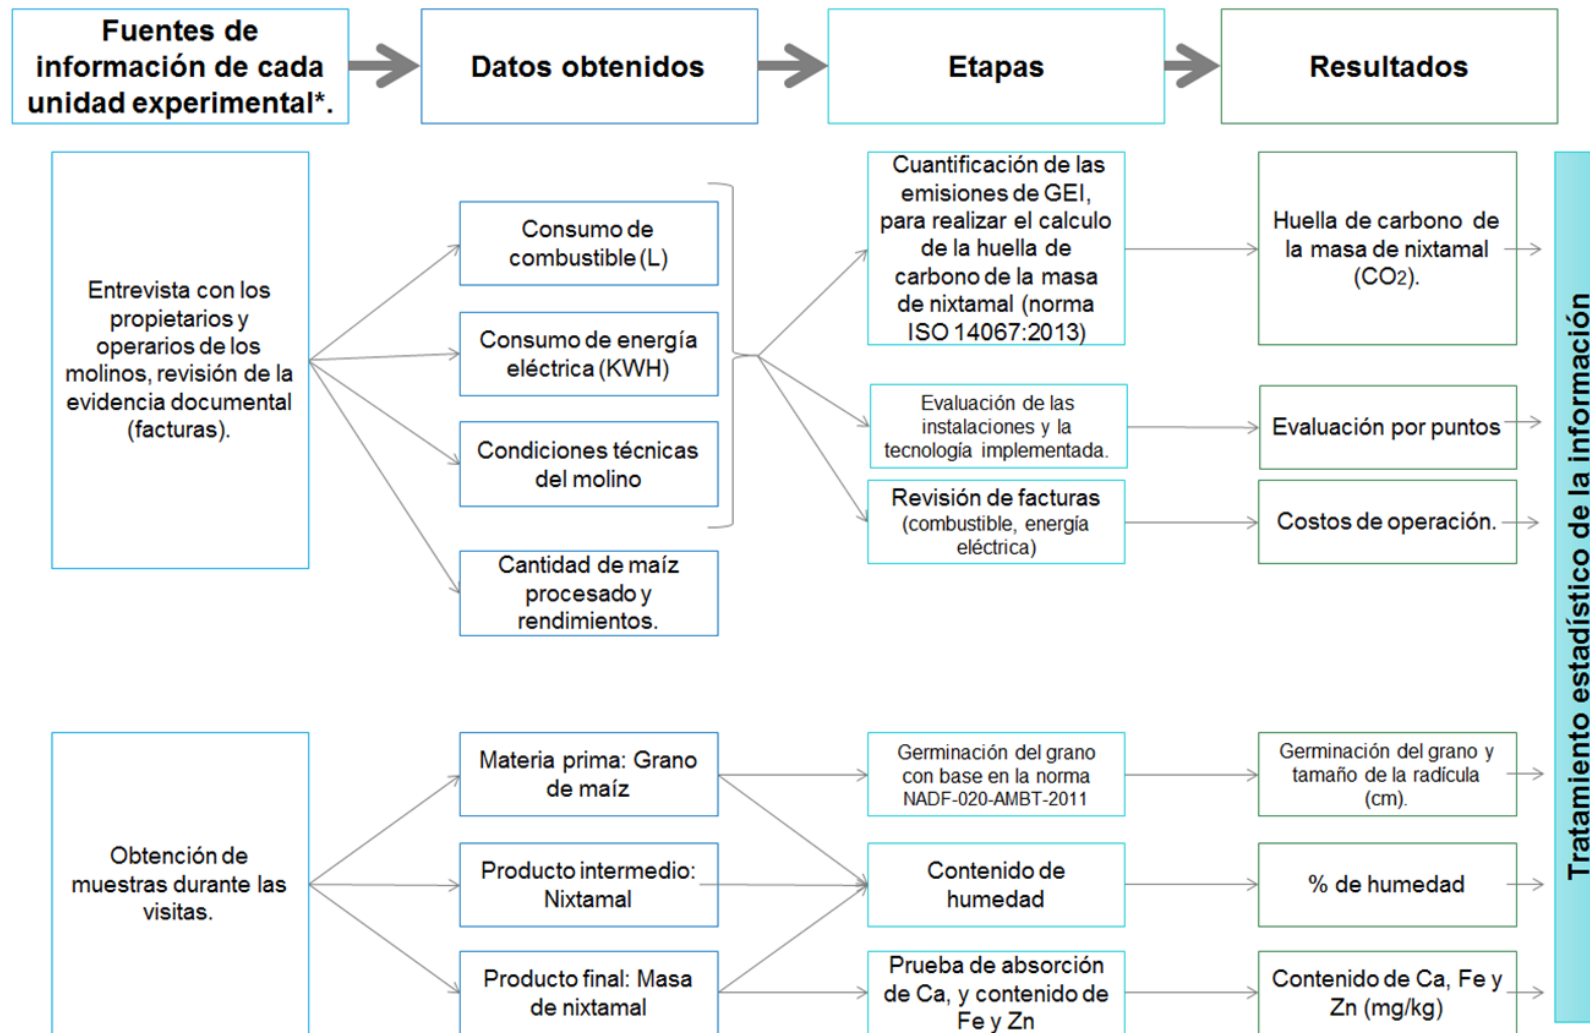 Fuentes de
información de cada
unidad experimental*.
Datos obtenidos
Etapas
Resultados
Entrevista con los
propietarios y
operarios de los
molinos, revisión de la
evidencia documental
(facturas).
Consumo de
combustible (L)
Consumo de energía
eléctrica (KWH)
Condiciones técnicas
del molino
Cantidad de maíz
procesado y
rendimientos.
Cuantificación de las
emisiones de GEI,
para realizar el calculo
de la huella de
carbono de la masa
de nixtamal (norma
ISO 14067:2013)
Evaluación de las
instalaciones y la
tecnología implementada.
Revisión de facturas
(combustible, energía
eléctrica)
Huella de carbono de
la masa de nixtamal
(CO2).
Evaluación por puntos
Costos de operación.
Obtención de
muestras durante las
visitas.
Materia prima: Grano
de maíz
Producto intermedio:
Nixtamal
Producto final: Masa
de nixtamal
Germinación del grano
con base en la norma
NADF-020-AMBT-2011
Contenido de
humedad
Prueba de absorción
de Ca, y contenido de
Fe y Zn
Germinación del grano y
tamaño de la radícula
(cm).
% de humedad
Contenido de Ca, Fe y
Zn (mg/kg)
Tratamiento estadístico de la información